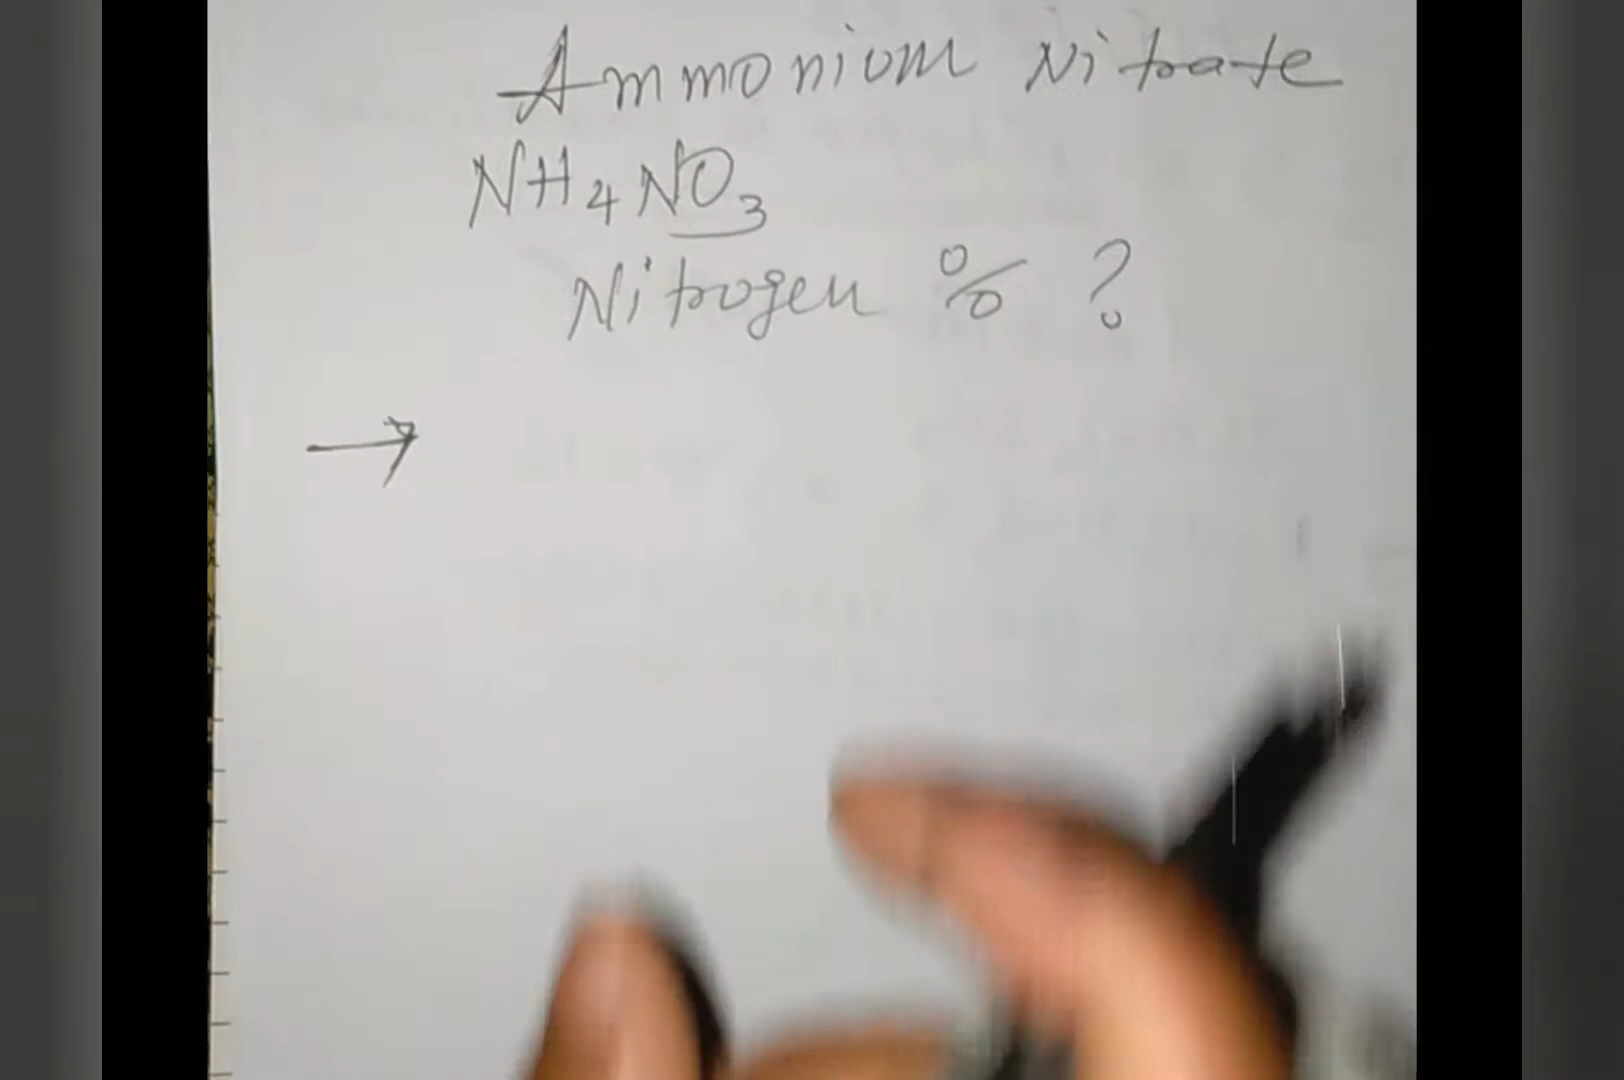 Ammonium Nitrate
NH₄NO₃
Nitrogen % ?
→